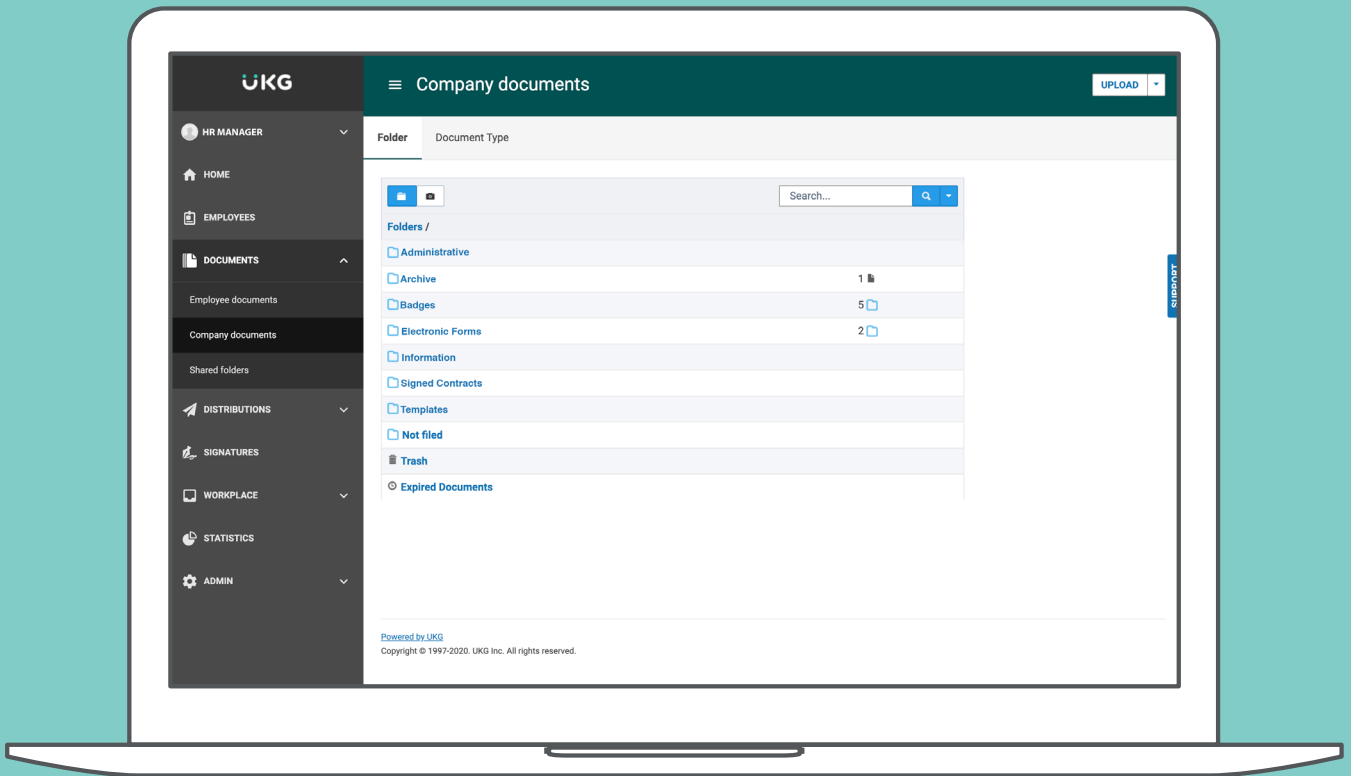 UKG
Company documents
UPLOAD
HR MANAGER
HOME
EMPLOYEES
DOCUMENTS
Employee documents
Company documents
Shared folders
DISTRIBUTIONS
SIGNATURES
WORKPLACE
STATISTICS
ADMIN
Folder Document Type
Search...
Folders /
Administrative
Archive 1
Badges 5
Electronic Forms 2
Information
Signed Contracts
Templates
Not filed
Trash
Expired Documents
SUPPORT
Powered by UKG
Copyright © 1997-2020. UKG Inc. All rights reserved.